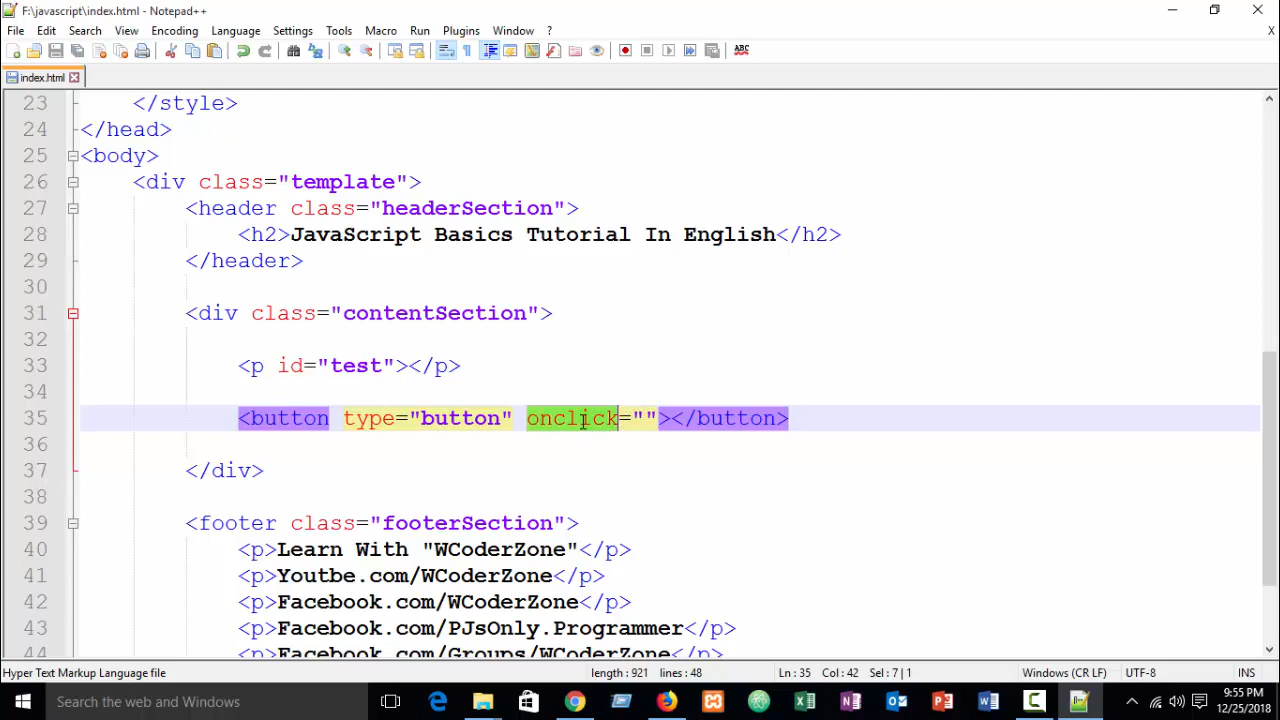 F:\javascript\index.html - Notepad++
File Edit Search View Encoding Language Settings Tools Macro Run Plugins Window ?
X
ABC
index.html
23 </style>
24 </head>
25 <body>
26 <div class="template">
27 <header class="headerSection">
28 <h2>JavaScript Basics Tutorial In English</h2>
29 </header>
30
31 <div class="contentSection">
32
33 <p id="test"></p>
34
35 <button type="button" onclick=""></button>
36
37 </div>
38
39 <footer class="footerSection">
40 <p>Learn With "WCoderZone"</p>
41 <p>Youtbe.com/WCoderZone</p>
42 <p>Facebook.com/WCoderZone</p>
43 <p>Facebook.com/PJsOnly.Programmer</p>
44 <p>Facebook.com/Groups/WCoderZone</p>
Hyper Text Markup Language file length : 921 lines : 48 Ln : 35 Col : 42 Sel : 7 | 1 Windows (CR LF) UTF-8 INS
Search the web and Windows
9:55 PM
12/25/2018